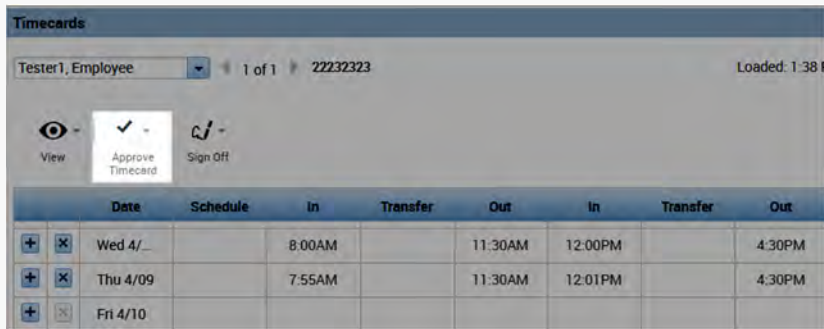 Timecards
Tester1, Employee 1 of 1 22232323 Loaded: 1:38
View Approve Timecard Sign Off
Date Schedule In Transfer Out In Transfer Out
Wed 4/... 8:00AM 11:30AM 12:00PM 4:30PM
Thu 4/09 7:55AM 11:30AM 12:01PM 4:30PM
Fri 4/10